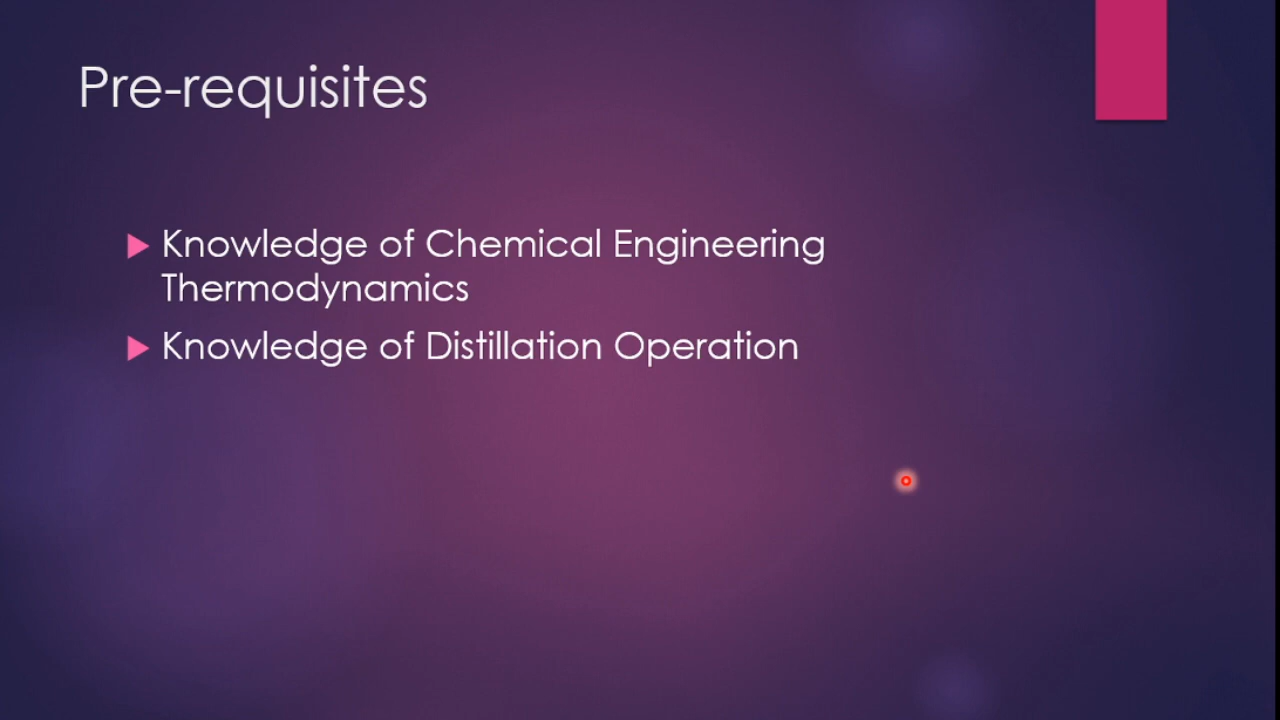 Pre-requisites
Knowledge of Chemical Engineering
Thermodynamics
Knowledge of Distillation Operation